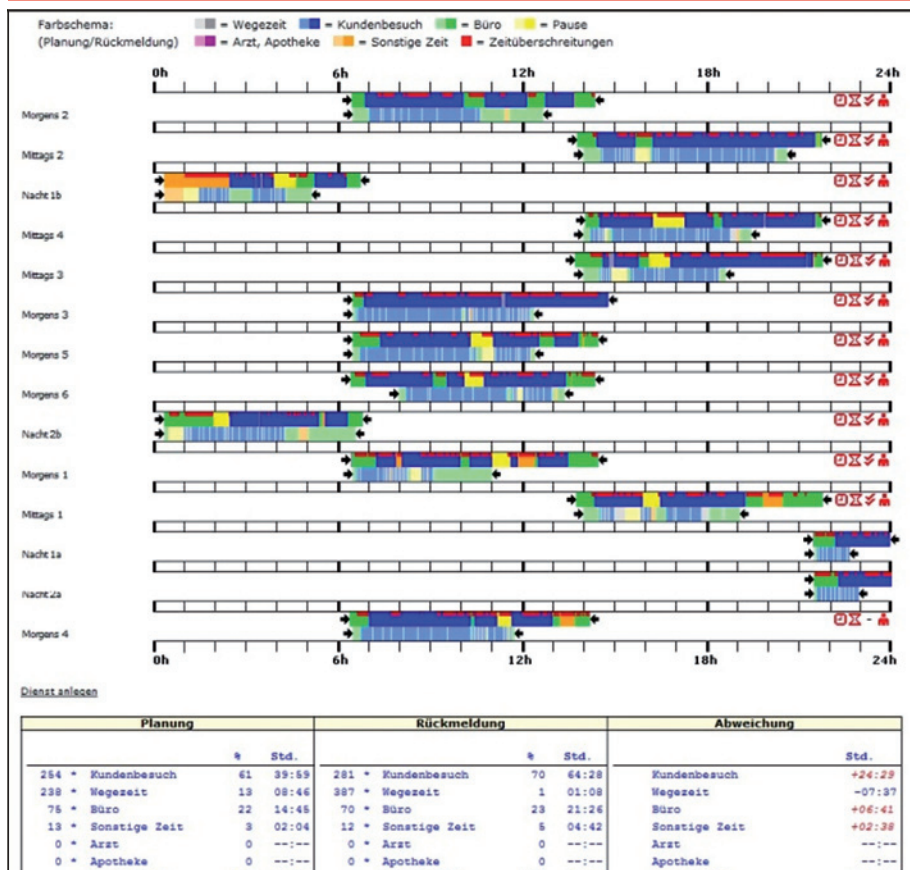 Farbschema: = Wegezeit = Kundenbesuch = Büro = Pause
(Planung/Rückmeldung) = Arzt, Apotheke = Sonstige Zeit = Zeitüberschreitungen
0h 6h 12h 18h 24h
Morgens 2
Mittags 2
Nacht 1b
Mittags 4
Mittags 3
Morgens 3
Morgens 5
Morgens 6
Nacht 2b
Morgens 1
Mittags 1
Nacht 1a
Nacht 2a
Morgens 4
0h 6h 12h 18h 24h
Dienst anlegen
Planung Rückmeldung Abweichung
% Std. % Std. Std.
254 * Kundenbesuch 61 39:59 281 * Kundenbesuch 70 64:28 Kundenbesuch +24:29
238 * Wegezeit 13 08:46 387 * Wegezeit 1 01:08 Wegezeit -07:37
75 * Büro 22 14:45 70 * Büro 23 21:26 Büro +06:41
13 * Sonstige Zeit 3 02:04 12 * Sonstige Zeit 5 04:42 Sonstige Zeit +02:38
0 * Arzt 0 --:-- 0 * Arzt 0 --:-- Arzt --:--
0 * Apotheke 0 --:-- 0 * Apotheke 0 --:-- Apotheke --:--